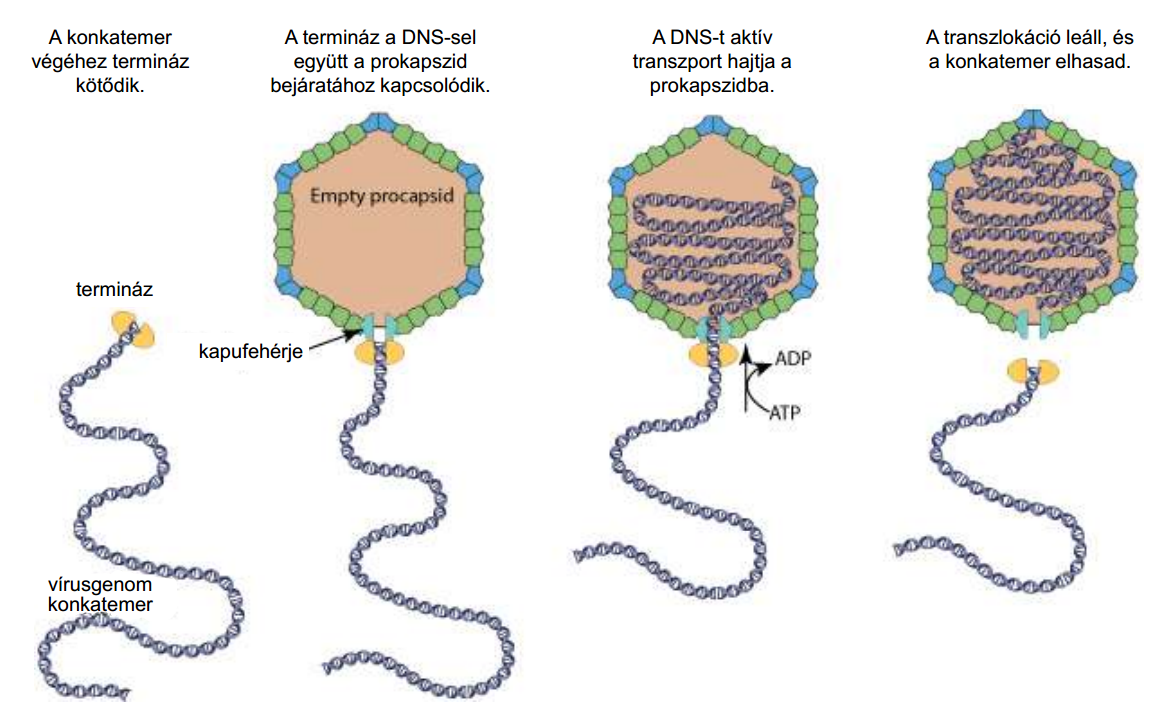 A konkatemer
végéhez termináz
kötődik.
A termináz a DNS-sel
együtt a prokapszid
bejáratához kapcsolódik.
A DNS-t aktív
transzport hajtja a
prokapszidba.
A transzlokáció leáll, és
a konkatemer elhasad.
Empty procapsid
termináz
kapufehérje
ADP
ATP
vírusgenom
konkatemer